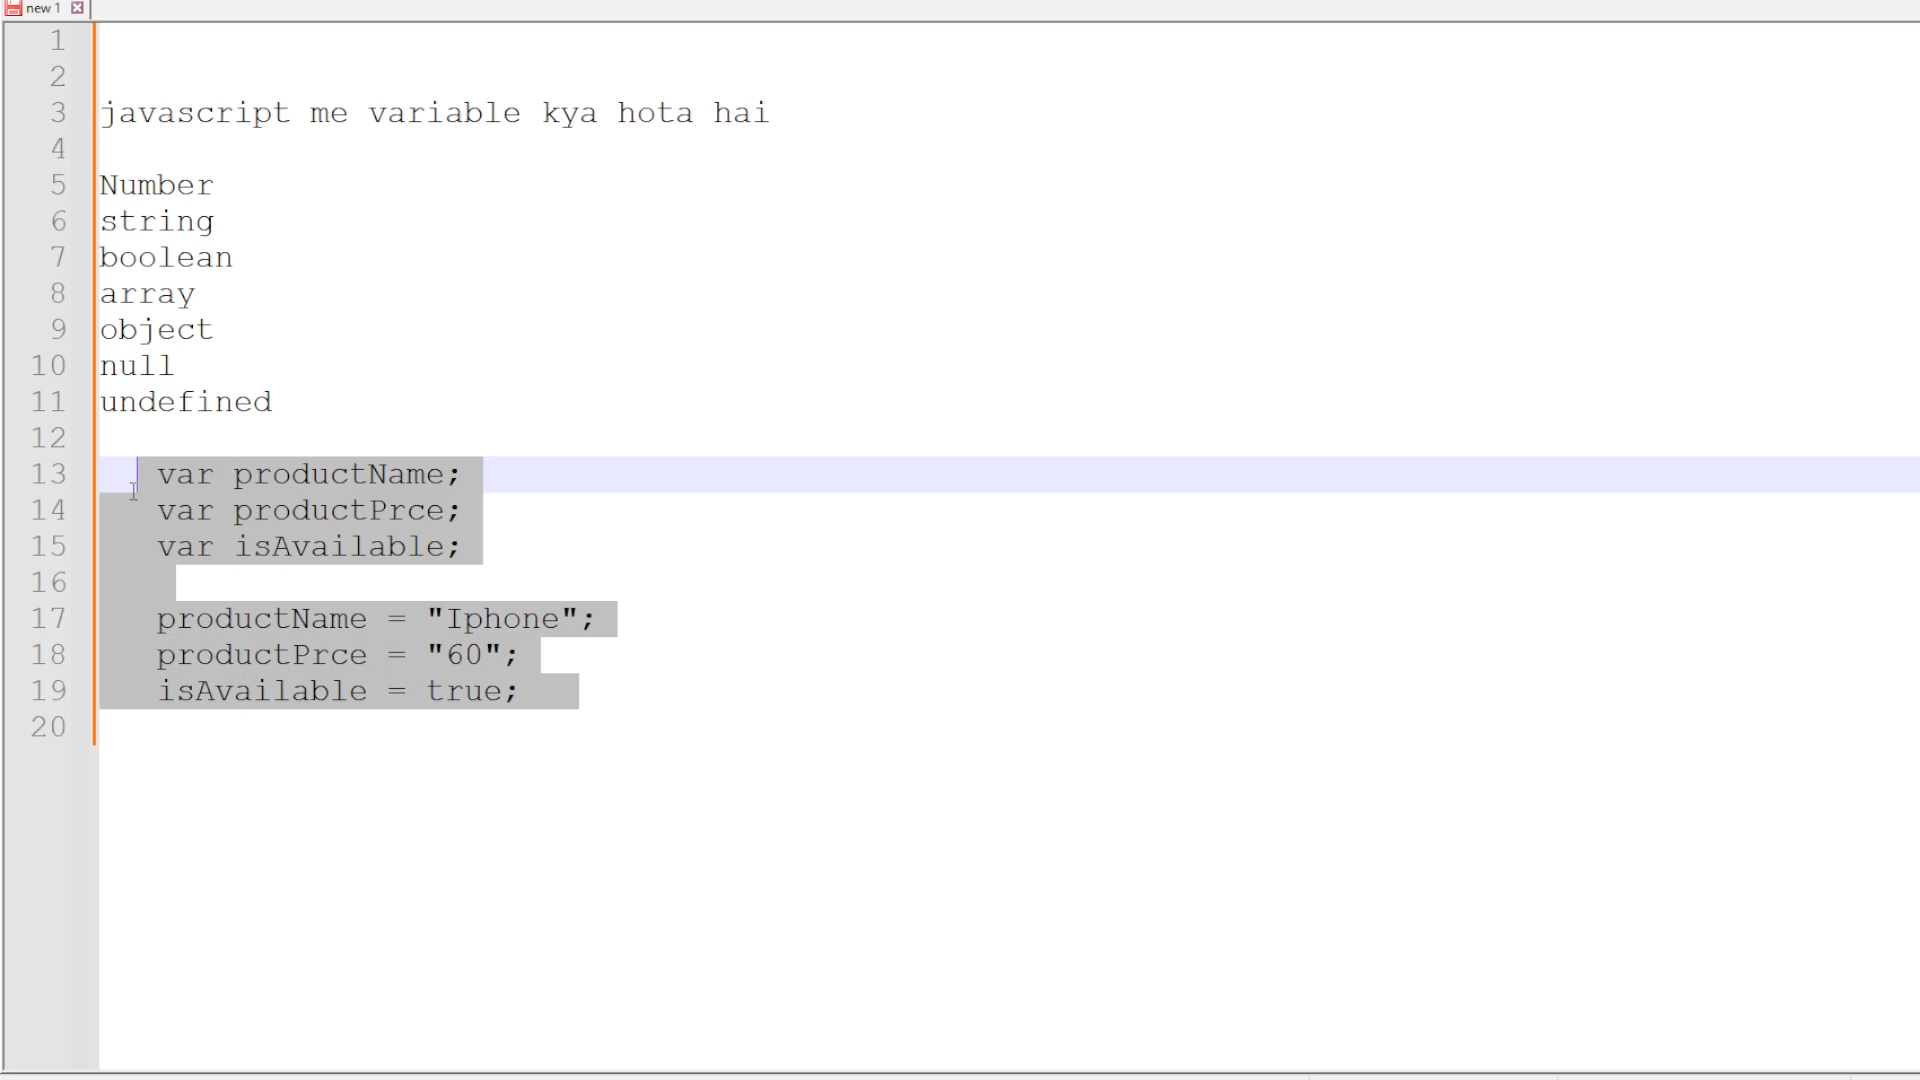 new 1
1
2
3 javascript me variable kya hota hai
4
5 Number
6 string
7 boolean
8 array
9 object
10 null
11 undefined
12
13 var productName;
14 var productPrce;
15 var isAvailable;
16
17 productName = "Iphone";
18 productPrce = "60";
19 isAvailable = true;
20